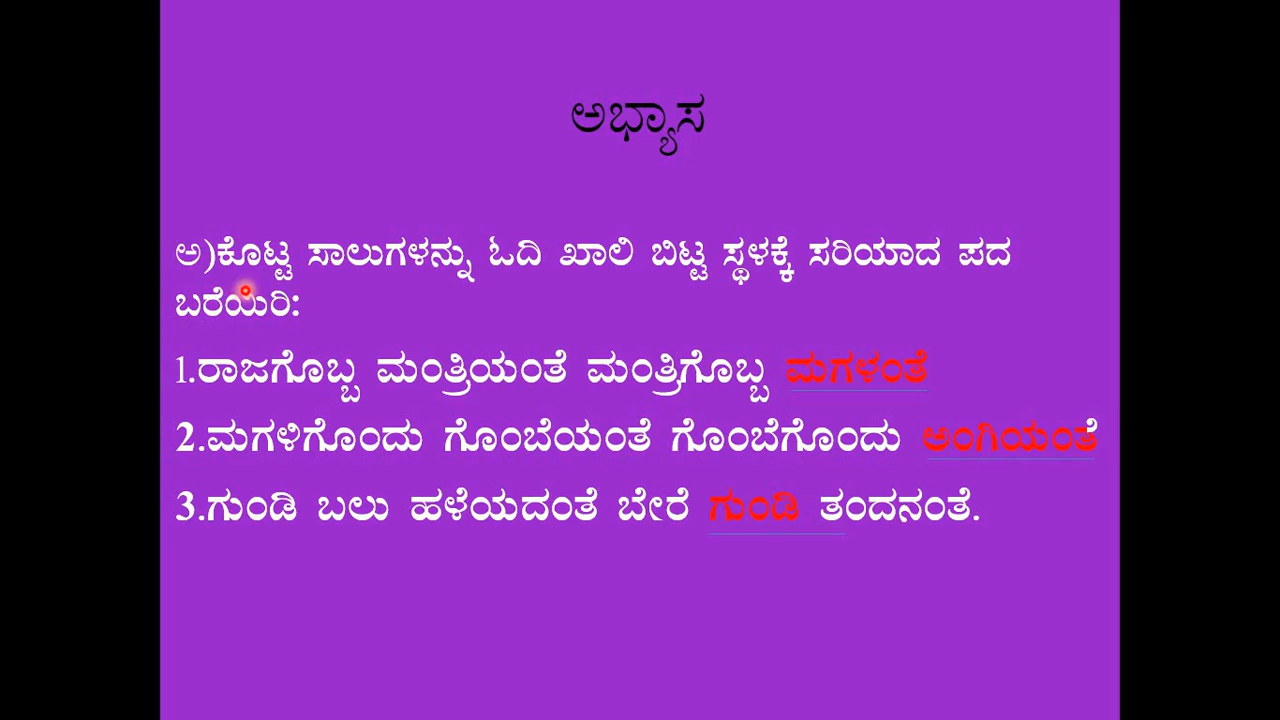 ಅಭ್ಯಾಸ
ಅ)ಕೊಟ್ಟ ಸಾಲುಗಳನ್ನು ಓದಿ ಖಾಲಿ ಬಿಟ್ಟ ಸ್ಥಳಕ್ಕೆ ಸರಿಯಾದ ಪದ
ಬರೆಯಿರಿ:
1.ರಾಜಗೊಬ್ಬ ಮಂತ್ರಿಯಂತೆ ಮಂತ್ರಿಗೊಬ್ಬ ಮಗಳಂತೆ
2.ಮಗಳಿಗೊಂದು ಗೊಂಬೆಯಂತೆ ಗೊಂಬೆಗೊಂದು ಅಂಗಿಯಂತೆ
3.ಗುಂಡಿ ಬಲು ಹಳೆಯದಂತೆ ಬೇರೆ ಗುಂಡಿ ತಂದನಂತೆ.